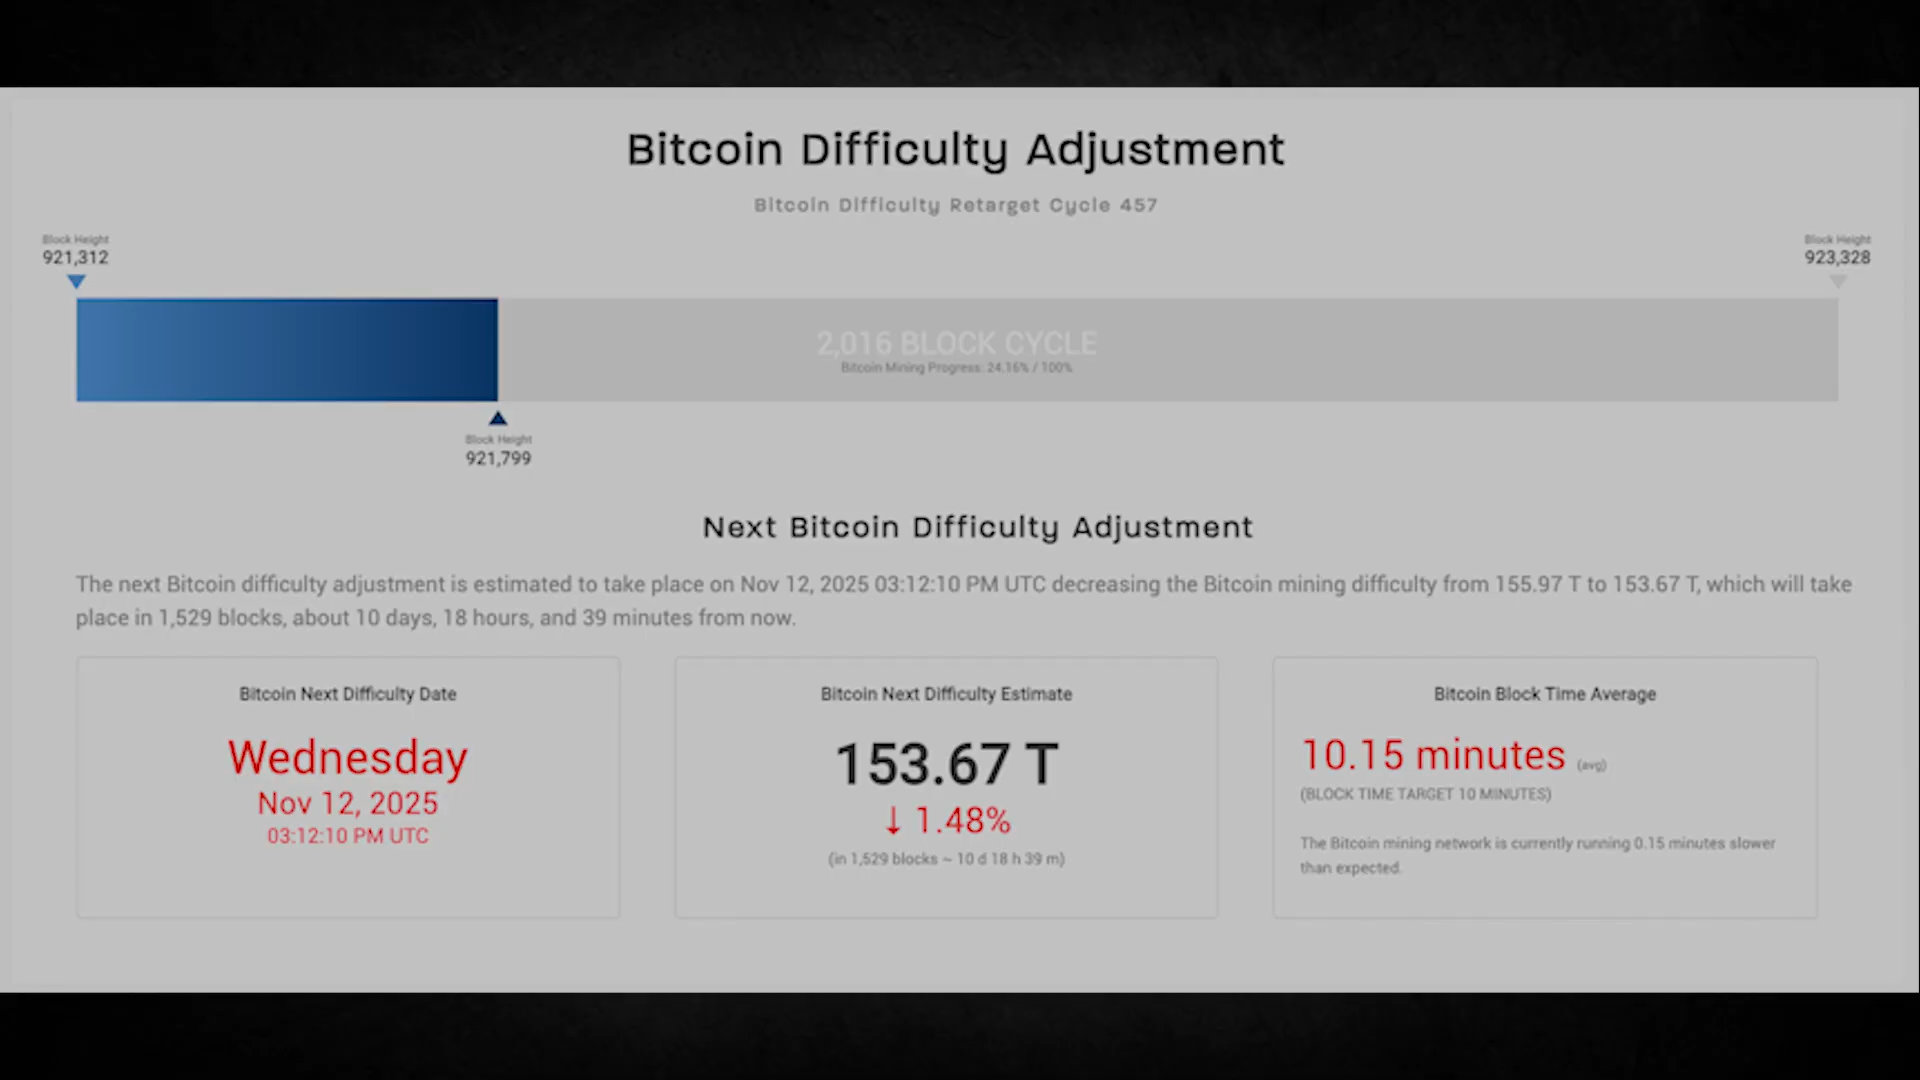 Bitcoin Difficulty Adjustment
Bitcoin Difficulty Retarget Cycle 457
Block Height
921,312
Block Height
923,328
2,016 BLOCK CYCLE
Bitcoin Mining Progress: 24.16% / 100%
Block Height
921,799
Next Bitcoin Difficulty Adjustment
The next Bitcoin difficulty adjustment is estimated to take place on Nov 12, 2025 03:12:10 PM UTC decreasing the Bitcoin mining difficulty from 155.97 T to 153.67 T, which will take
place in 1,529 blocks, about 10 days, 18 hours, and 39 minutes from now.
Bitcoin Next Difficulty Date
Wednesday
Nov 12, 2025
03:12:10 PM UTC
Bitcoin Next Difficulty Estimate
153.67 T
↓ 1.48%
(in 1,529 blocks ~ 10 d 18 h 39 m)
Bitcoin Block Time Average
10.15 minutes (avg)
(BLOCK TIME TARGET 10 MINUTES)
The Bitcoin mining network is currently running 0.15 minutes slower
than expected.